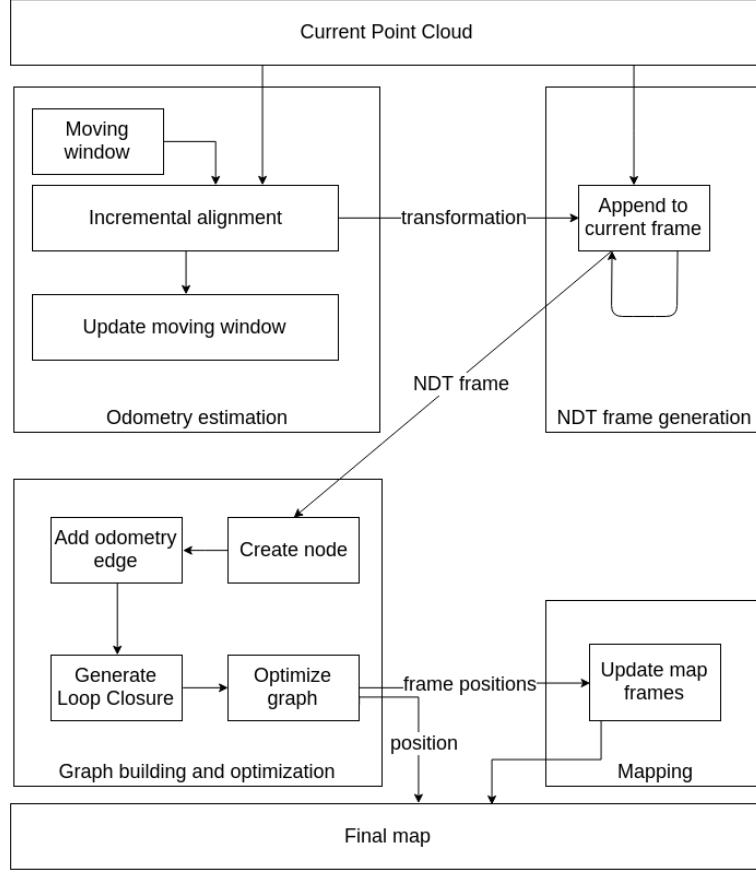 Current Point Cloud
Moving
window
Incremental alignment
transformation
Append to
current frame
Update moving window
NDT frame
Odometry estimation
NDT frame generation
Add odometry
edge
Create node
Generate
Loop Closure
Optimize
graph
frame positions
Update map
frames
position
Graph building and optimization
Mapping
Final map